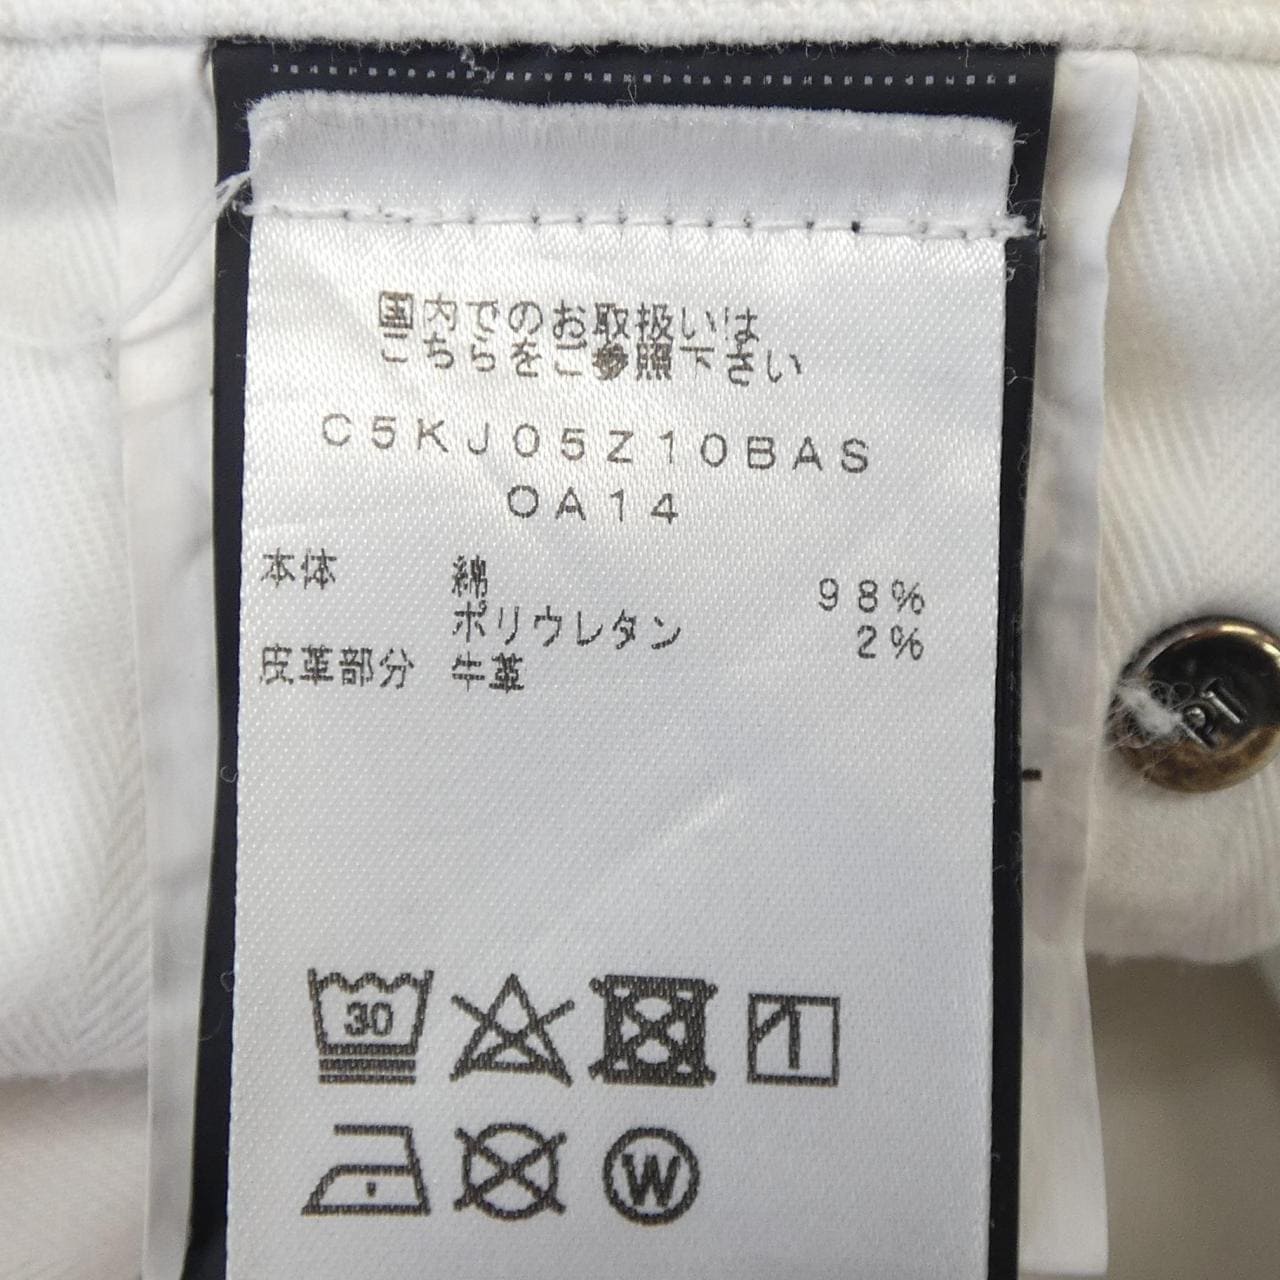 国内でのお取扱いは
こちらをご参照下さい
C5KJ05Z10BAS
OA14
本体 綿 98%
ポリウレタン 2%
皮革部分 牛革
30
W
PT